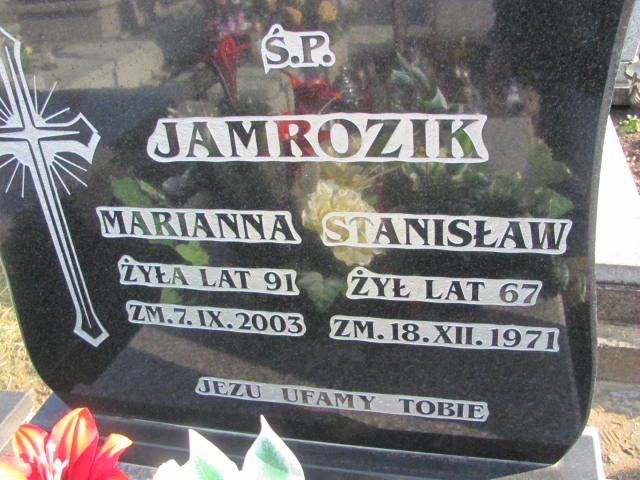 Ś.P.
JAMROZIK
MARIANNA STANISŁAW
ŻYŁA LAT 91 ŻYŁ LAT 67
ZM. 7. IX. 2003 ZM. 18. XII. 1971
JEZU UFAMY TOBIE